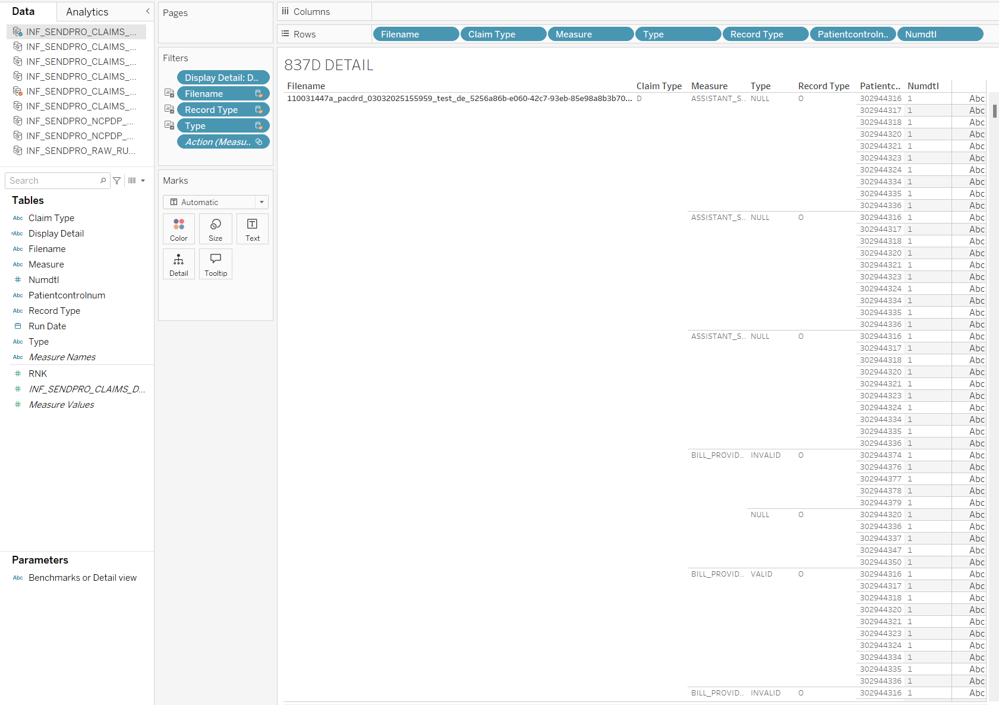 Data
Analytics
INF_SENDPRO_CLAIMS_...
INF_SENDPRO_CLAIMS_...
INF_SENDPRO_CLAIMS_...
INF_SENDPRO_CLAIMS_...
INF_SENDPRO_CLAIMS_...
INF_SENDPRO_CLAIMS_...
INF_SENDPRO_NCPDP_...
INF_SENDPRO_NCPDP_...
INF_SENDPRO_RAW_RU...
Search
Tables
Abc Claim Type
=Abc Display Detail
Abc Filename
Abc Measure
# Numdtl
Abc Patientcontrolnum
Abc Record Type
Run Date
Abc Type
Abc Measure Names
# RNK
# INF_SENDPRO_CLAIMS_D...
# Measure Values
Parameters
Abc Benchmarks or Detail view
Pages
Filters
Display Detail: D..
Filename
Record Type
Type
Action (Measu..
Marks
T Automatic
Color Size Text
Detail Tooltip
Columns
Rows Filename Claim Type Measure Type Record Type Patientcontroln.. Numdtl
837D DETAIL
Filename Claim Type Measure Type Record Type Patientc.. Numdtl
110031447a_pacdrd_03032025155959_test_de_5256a86b-e060-42c7-93eb-85e98a8b3b70... D ASSISTANT_S.. NULL O 302944316 1 Abc
302944317 1 Abc
302944318 1 Abc
302944320 1 Abc
302944321 1 Abc
302944323 1 Abc
302944324 1 Abc
302944334 1 Abc
302944335 1 Abc
302944336 1 Abc
ASSISTANT_S.. NULL O 302944316 1 Abc
302944317 1 Abc
302944318 1 Abc
302944320 1 Abc
302944321 1 Abc
302944323 1 Abc
302944324 1 Abc
302944334 1 Abc
302944335 1 Abc
302944336 1 Abc
ASSISTANT_S.. NULL O 302944316 1 Abc
302944317 1 Abc
302944318 1 Abc
302944320 1 Abc
302944321 1 Abc
302944323 1 Abc
302944324 1 Abc
302944334 1 Abc
302944335 1 Abc
302944336 1 Abc
BILL_PROVID.. INVALID O 302944374 1 Abc
302944376 1 Abc
302944377 1 Abc
302944378 1 Abc
302944379 1 Abc
NULL O 302944320 1 Abc
302944336 1 Abc
302944337 1 Abc
302944347 1 Abc
302944350 1 Abc
BILL_PROVID.. VALID O 302944316 1 Abc
302944317 1 Abc
302944318 1 Abc
302944320 1 Abc
302944321 1 Abc
302944323 1 Abc
302944324 1 Abc
302944334 1 Abc
302944335 1 Abc
302944336 1 Abc
BILL_PROVID.. INVALID O 302944316 1 Abc